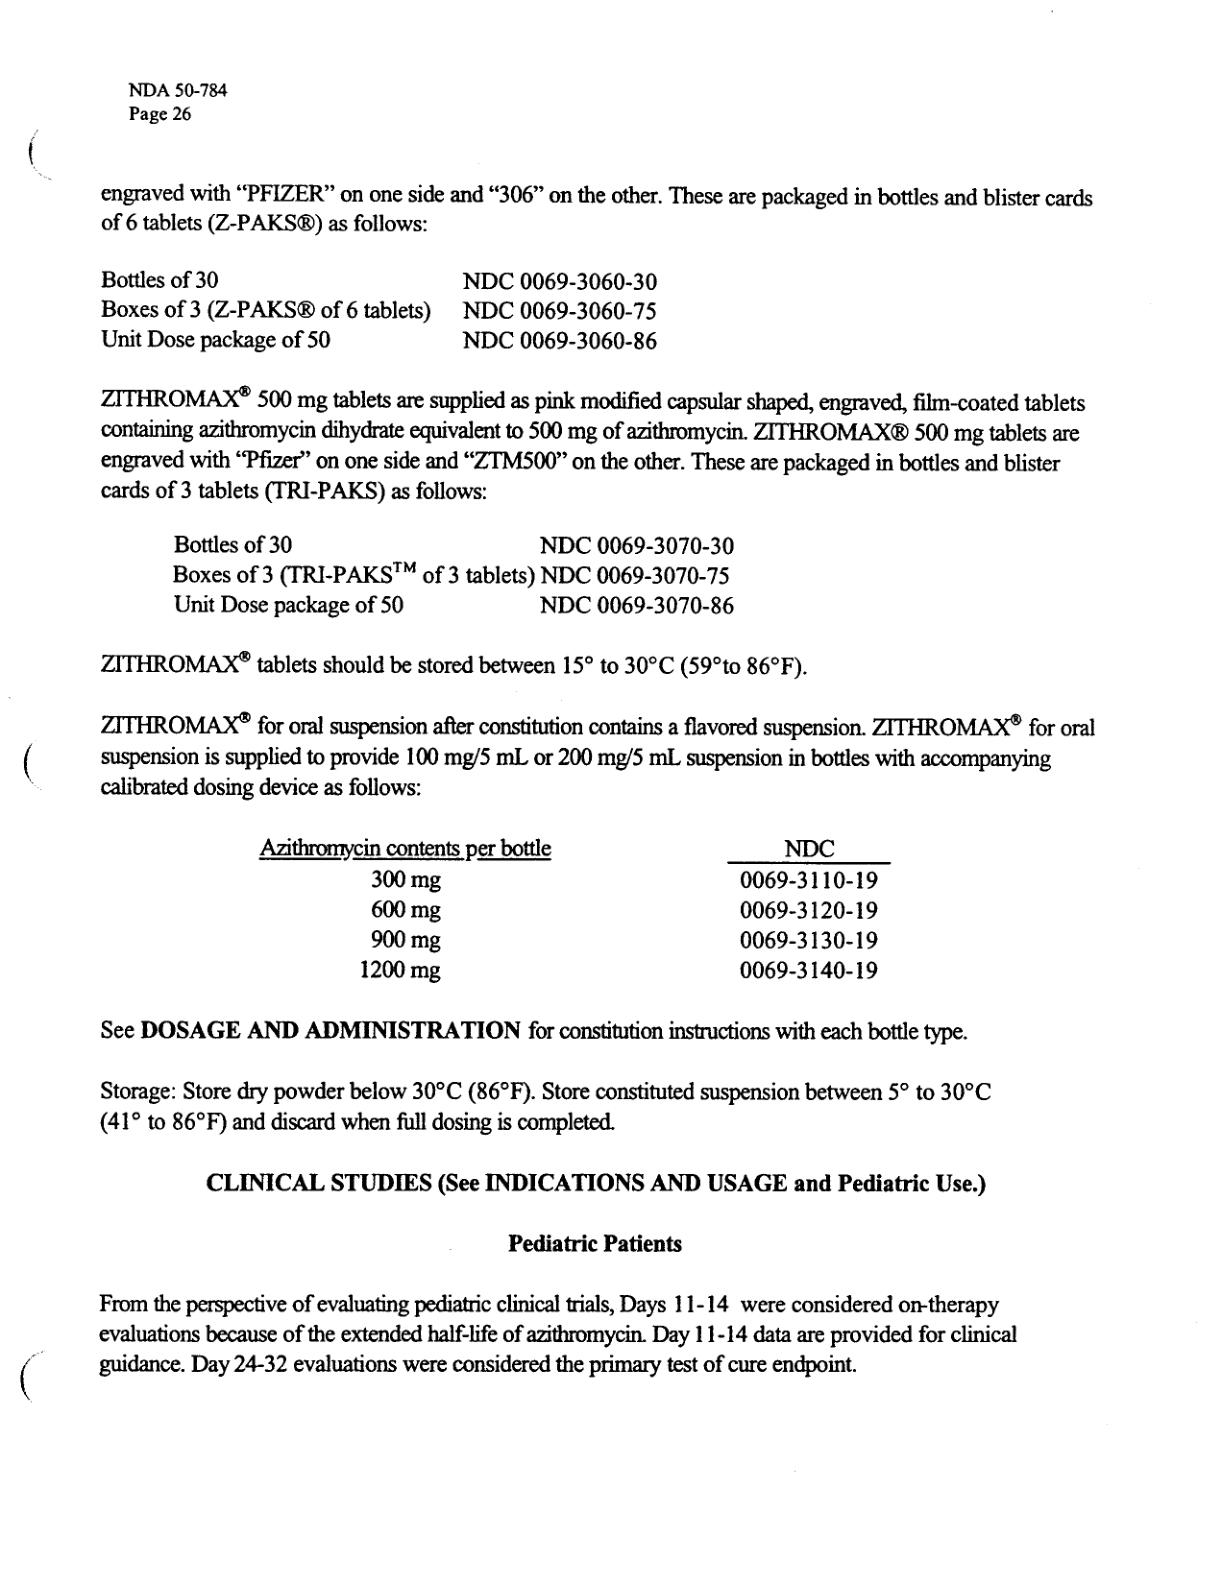 NDA 50-784
Page 26
engraved with “PFIZER” on one side and “306” on the other. These are packaged in bottles and blister cards
of 6 tablets (Z-PAKS®) as follows:
Bottles of 30 NDC 0069-3060-30
Boxes of 3 (Z-PAKS® of 6 tablets) NDC 0069-3060-75
Unit Dose package of 50 NDC 0069-3060-86
ZITHROMAX® 500 mg tablets are supplied as pink modified capsular shaped, engraved, film-coated tablets
containing azithromycin dihydrate equivalent to 500 mg of azithromycin. ZITHROMAX® 500 mg tablets are
engraved with “Pfizer” on one side and “ZTM500” on the other. These are packaged in bottles and blister
cards of 3 tablets (TRI-PAKS) as follows:
Bottles of 30 NDC 0069-3070-30
Boxes of 3 (TRI-PAKS™ of 3 tablets) NDC 0069-3070-75
Unit Dose package of 50 NDC 0069-3070-86
ZITHROMAX® tablets should be stored between 15° to 30°C (59°to 86°F).
ZITHROMAX® for oral suspension after constitution contains a flavored suspension. ZITHROMAX® for oral
suspension is supplied to provide 100 mg/5 mL or 200 mg/5 mL suspension in bottles with accompanying
calibrated dosing device as follows:
Azithromycin contents per bottle NDC
300 mg 0069-3110-19
600 mg 0069-3120-19
900 mg 0069-3130-19
1200 mg 0069-3140-19
See DOSAGE AND ADMINISTRATION for constitution instructions with each bottle type.
Storage: Store dry powder below 30°C (86°F). Store constituted suspension between 5° to 30°C
(41° to 86°F) and discard when full dosing is completed.
CLINICAL STUDIES (See INDICATIONS AND USAGE and Pediatric Use.)
Pediatric Patients
From the perspective of evaluating pediatric clinical trials, Days 11-14 were considered on-therapy
evaluations because of the extended half-life of azithromycin. Day 11-14 data are provided for clinical
guidance. Day 24-32 evaluations were considered the primary test of cure endpoint.